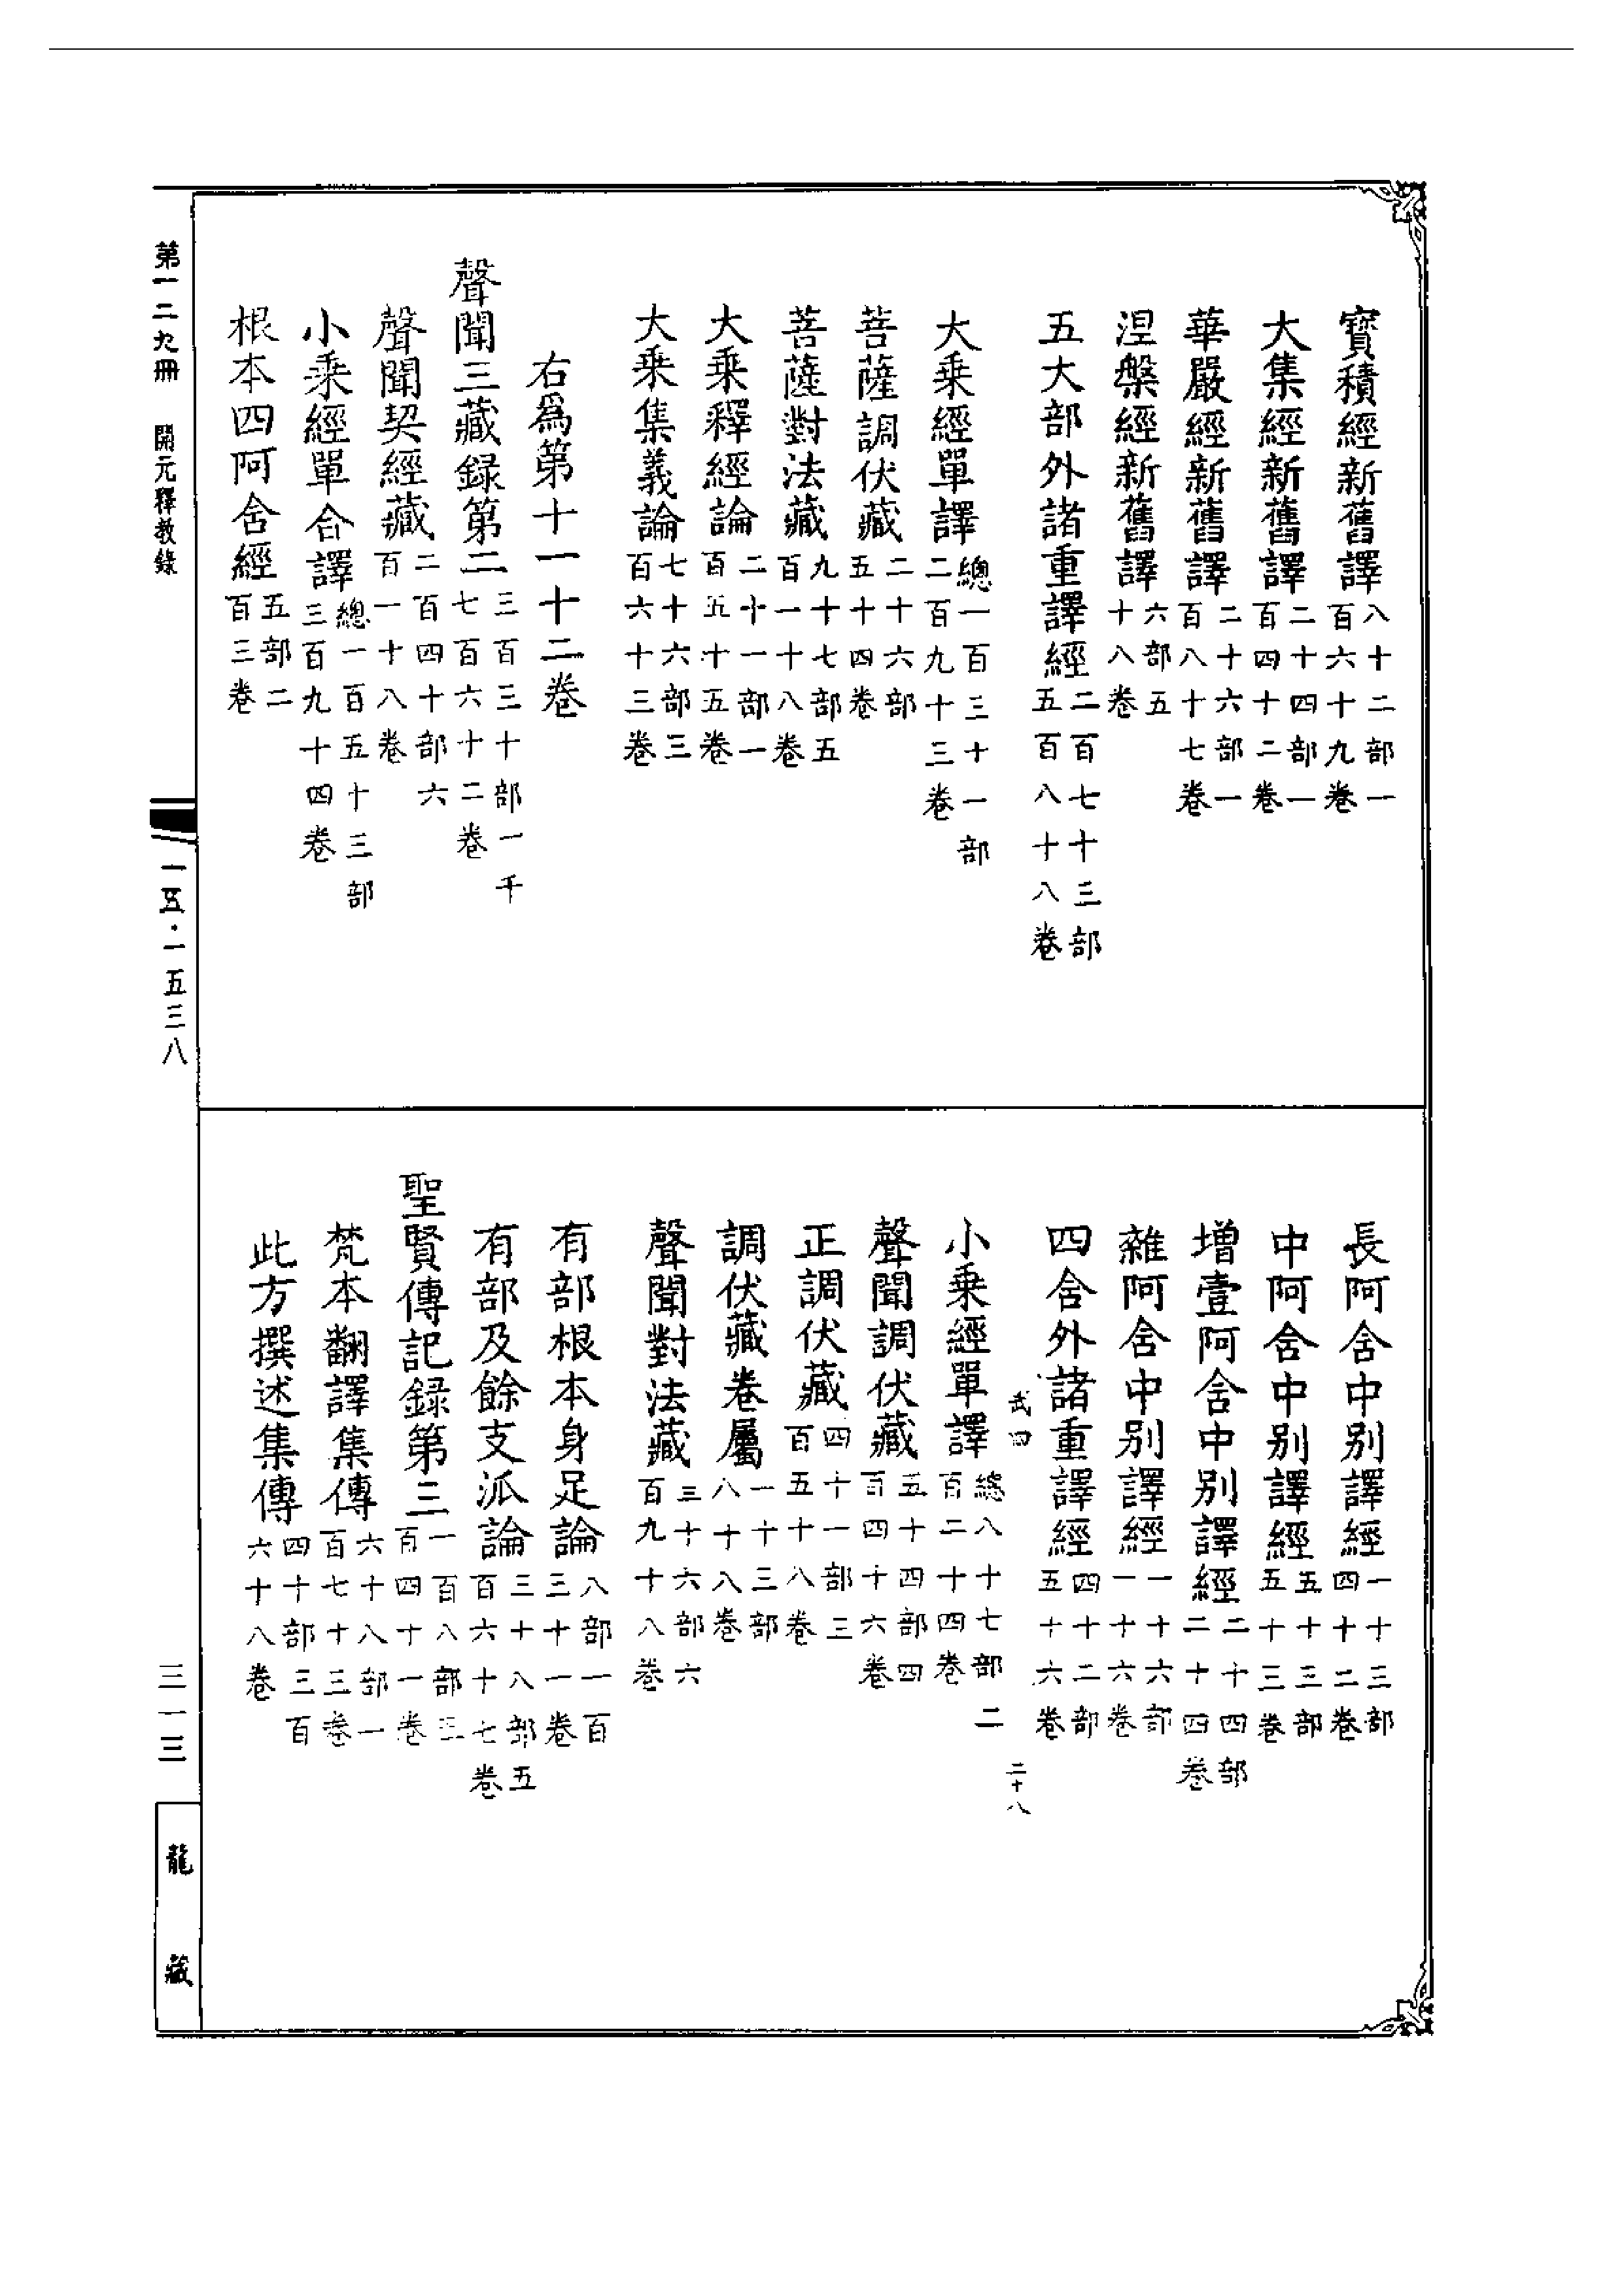 寶積經新舊譯八十二部一百六十九卷
大集經新舊譯二十四部一百四十二卷
華嚴經新舊譯二十六部一百八十七卷
涅槃經新舊譯六部五十八卷
五大部外諸重譯經二百七十三部五百八十八卷
大乗經單譯總一百三十一部二百九十三卷
菩薩調伏藏二十六部五十四卷
菩薩對法藏九十七部五百一十八卷
大乗釋經論二十一部一百五十五卷
大乗集義論七十六部三百六十三卷
右爲第十一十二卷
聲聞三藏録第二三百三十部一千七百六十二卷
聲聞契經藏二百四十部六百一十八卷
小乗經單合譯總一百五十三部三百九十四卷
根本四阿含經五部二百三卷
長阿含中别譯經一十三部四十二卷
中阿含中别譯經五十三部五十三卷
增壹阿含中别譯經二十四部二十四卷
雜阿含中别譯經一十六部一十六卷
四含外諸重譯經四十二部五十六卷
武四 二十八
小乗經單譯總八十七部二百二十四卷
聲聞調伏藏五十四部四百四十六卷
正調伏藏四十一部三百五十八卷
調伏藏卷屬一十三部八十八卷
聲聞對法藏三十六部六百九十八卷
有部根本身足論八部一百三十一卷
有部及餘支派論三十八部五百六十七卷
聖賢傳記録第三一百八部三百四十一卷
梵本翻譯集傳六十八部一百七十三卷
此方撰述集傳四十部三百六十八卷
第一二九冊 開元釋教錄
一五·一五三八
三一三
龍藏